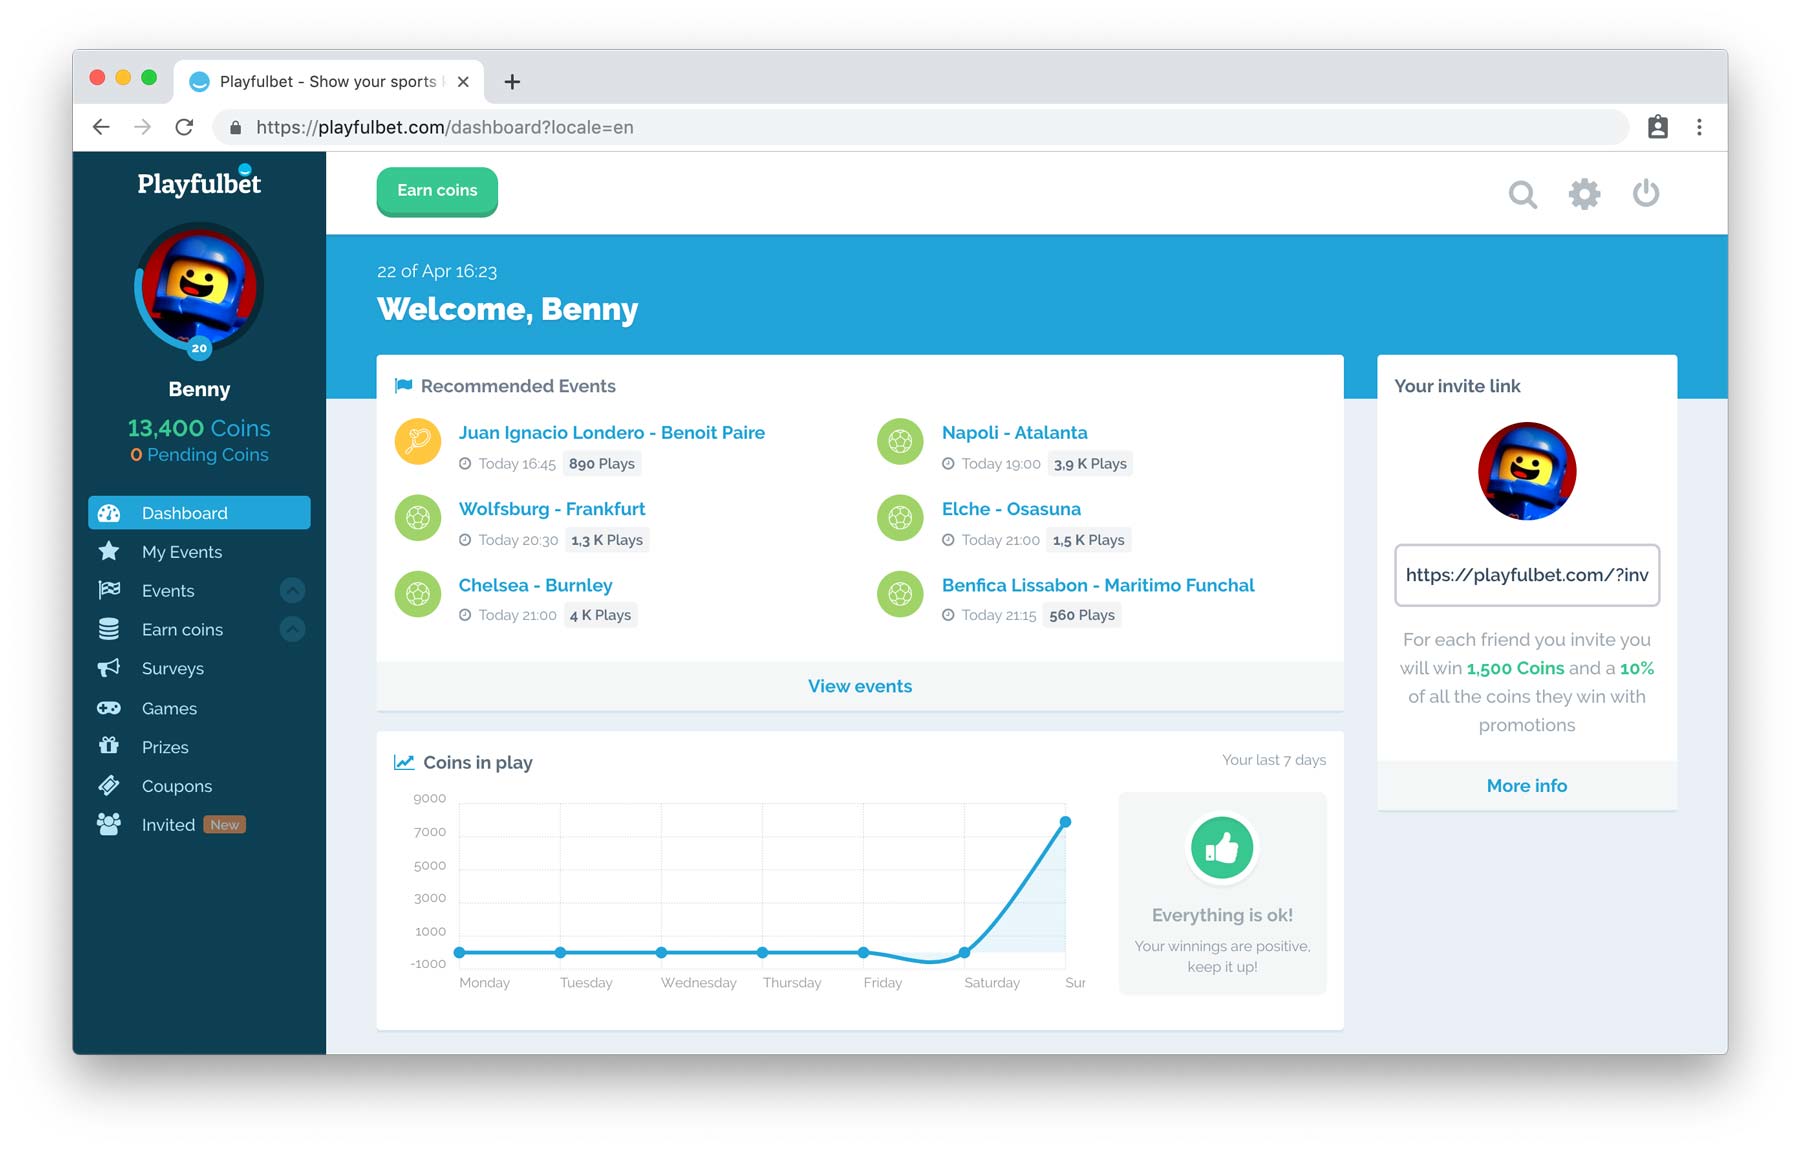 Playfulbet - Show your sports
https://playfulbet.com/dashboard?locale=en
Playfulbet
20
Benny
13,400 Coins
0 Pending Coins
Dashboard
My Events
Events
Earn coins
Surveys
Games
Prizes
Coupons
Invited New
Earn coins
22 of Apr 16:23
Welcome, Benny
Recommended Events
Juan Ignacio Londero - Benoit Paire
Today 16:45 890 Plays
Napoli - Atalanta
Today 19:00 3,9 K Plays
Wolfsburg - Frankfurt
Today 20:30 1,3 K Plays
Elche - Osasuna
Today 21:00 1,5 K Plays
Chelsea - Burnley
Today 21:00 4 K Plays
Benfica Lissabon - Maritimo Funchal
Today 21:15 560 Plays
View events
Coins in play
Your last 7 days
9000
7000
5000
3000
1000
-1000
Monday Tuesday Wednesday Thursday Friday Saturday Sur
Everything is ok!
Your winnings are positive,
keep it up!
Your invite link
https://playfulbet.com/?inv
For each friend you invite you
will win 1,500 Coins and a 10%
of all the coins they win with
promotions
More info